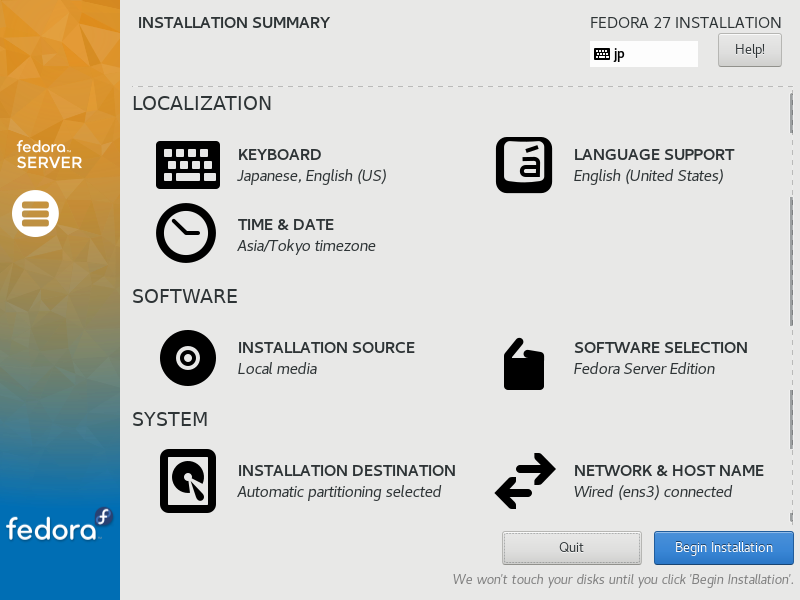 INSTALLATION SUMMARY
FEDORA 27 INSTALLATION
jp
Help!
fedora
SERVER
LOCALIZATION
KEYBOARD
Japanese, English (US)
LANGUAGE SUPPORT
English (United States)
TIME & DATE
Asia/Tokyo timezone
SOFTWARE
INSTALLATION SOURCE
Local media
SOFTWARE SELECTION
Fedora Server Edition
SYSTEM
INSTALLATION DESTINATION
Automatic partitioning selected
NETWORK & HOST NAME
Wired (ens3) connected
fedora
Quit
Begin Installation
We won't touch your disks until you click 'Begin Installation'.